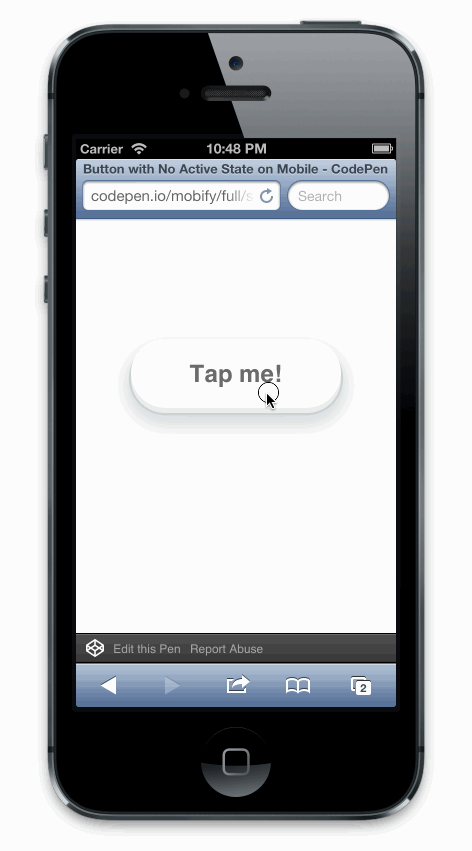 Carrier 10:48 PM
Button with No Active State on Mobile - CodePen
codepen.io/mobify/full/s Search
Tap me!
Edit this Pen Report Abuse
2